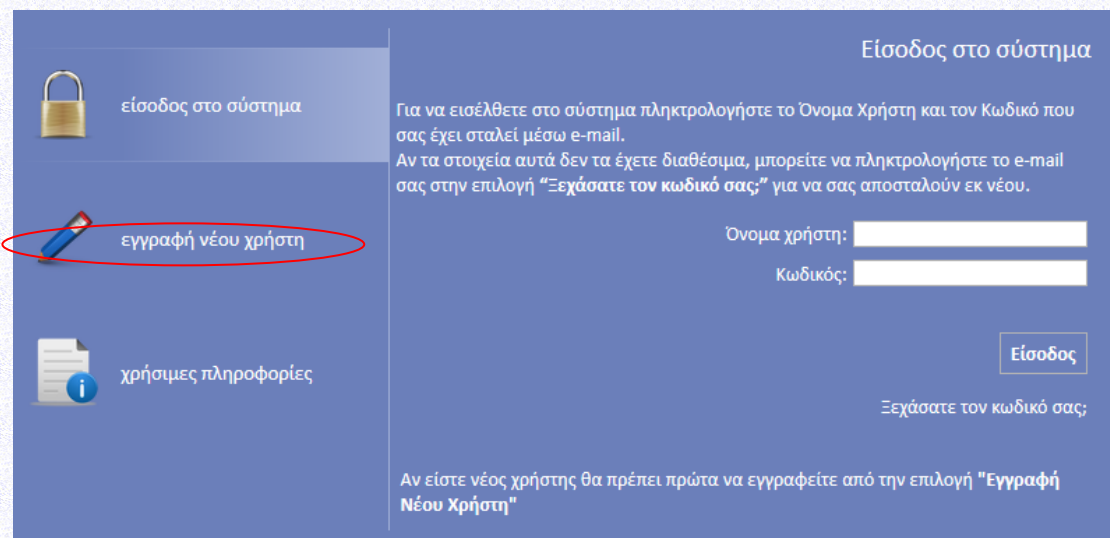 είσοδος στο σύστημα
εγγραφή νέου χρήστη
χρήσιμες πληροφορίες
Είσοδος στο σύστημα
Για να εισέλθετε στο σύστημα πληκτρολογήστε το Όνομα Χρήστη και τον Κωδικό που
σας έχει σταλεί μέσω e-mail.
Αν τα στοιχεία αυτά δεν τα έχετε διαθέσιμα, μπορείτε να πληκτρολογήστε το e-mail
σας στην επιλογή “Ξεχάσατε τον κωδικό σας;” για να σας αποσταλούν εκ νέου.
Όνομα χρήστη:
Κωδικός:
Είσοδος
Ξεχάσατε τον κωδικό σας;
Αν είστε νέος χρήστης θα πρέπει πρώτα να εγγραφείτε από την επιλογή "Εγγραφή
Νέου Χρήστη"